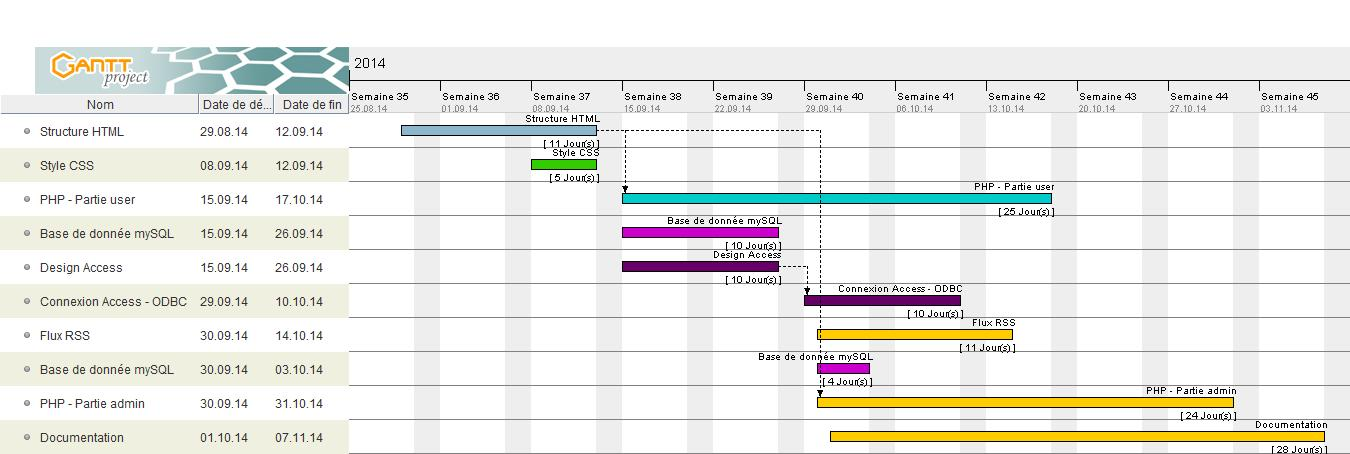 2014
GANTT project
Semaine 35 Semaine 36 Semaine 37 Semaine 38 Semaine 39 Semaine 40 Semaine 41 Semaine 42 Semaine 43 Semaine 44 Semaine 45
Nom Date de dé... Date de fin 25.08.14 01.09.14 08.09.14 15.09.14 22.09.14 29.09.14 06.10.14 13.10.14 20.10.14 27.10.14 03.11.14
Structure HTML
Structure HTML 29.08.14 12.09.14
[ 11 Jour(s) ]
Style CSS
Style CSS 08.09.14 12.09.14
[ 5 Jour(s) ]
PHP - Partie user
PHP - Partie user 15.09.14 17.10.14
[ 25 Jour(s) ]
Base de donnée mySQL
Base de donnée mySQL 15.09.14 26.09.14
[ 10 Jour(s) ]
Design Access
Design Access 15.09.14 26.09.14
[ 10 Jour(s) ]
Connexion Access - ODBC
Connexion Access - ODBC 29.09.14 10.10.14
[ 10 Jour(s) ]
Flux RSS
Flux RSS 30.09.14 14.10.14
[ 11 Jour(s) ]
Base de donnée mySQL
Base de donnée mySQL 30.09.14 03.10.14
[ 4 Jour(s) ]
PHP - Partie admin
PHP - Partie admin 30.09.14 31.10.14
[ 24 Jour(s) ]
Documentation
Documentation 01.10.14 07.11.14
[ 28 Jour(s) ]